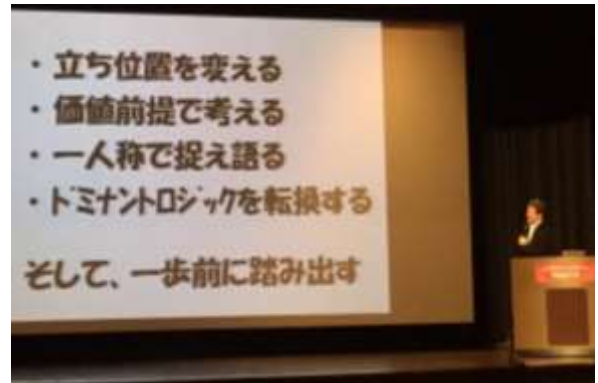 ・立ち位置を変える
・価値前提で考える
・一人称で捉え語る
・ドミナントロジックを転換する
そして、一歩前に踏み出す